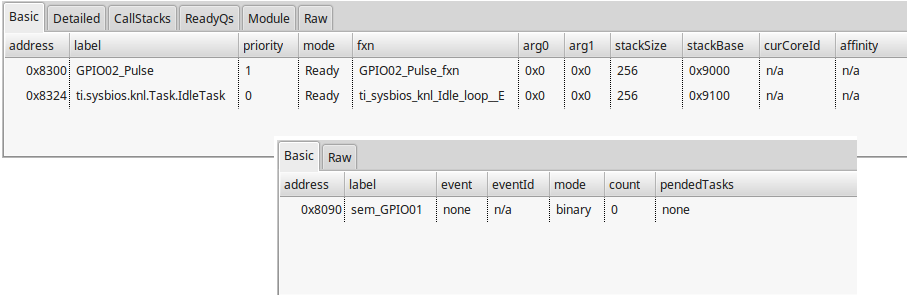 Basic Detailed CallStacks ReadyQs Module Raw
address label priority mode fxn arg0 arg1 stackSize stackBase curCoreId affinity
0x8300 GPIO02_Pulse 1 Ready GPIO02_Pulse_fxn 0x0 0x0 256 0x9000 n/a n/a
0x8324 ti.sysbios.knl.Task.IdleTask 0 Ready ti_sysbios_knl_Idle_loop__E 0x0 0x0 256 0x9100 n/a n/a
Basic Raw
address label event eventId mode count pendedTasks
0x8090 sem_GPIO01 none n/a binary 0 none